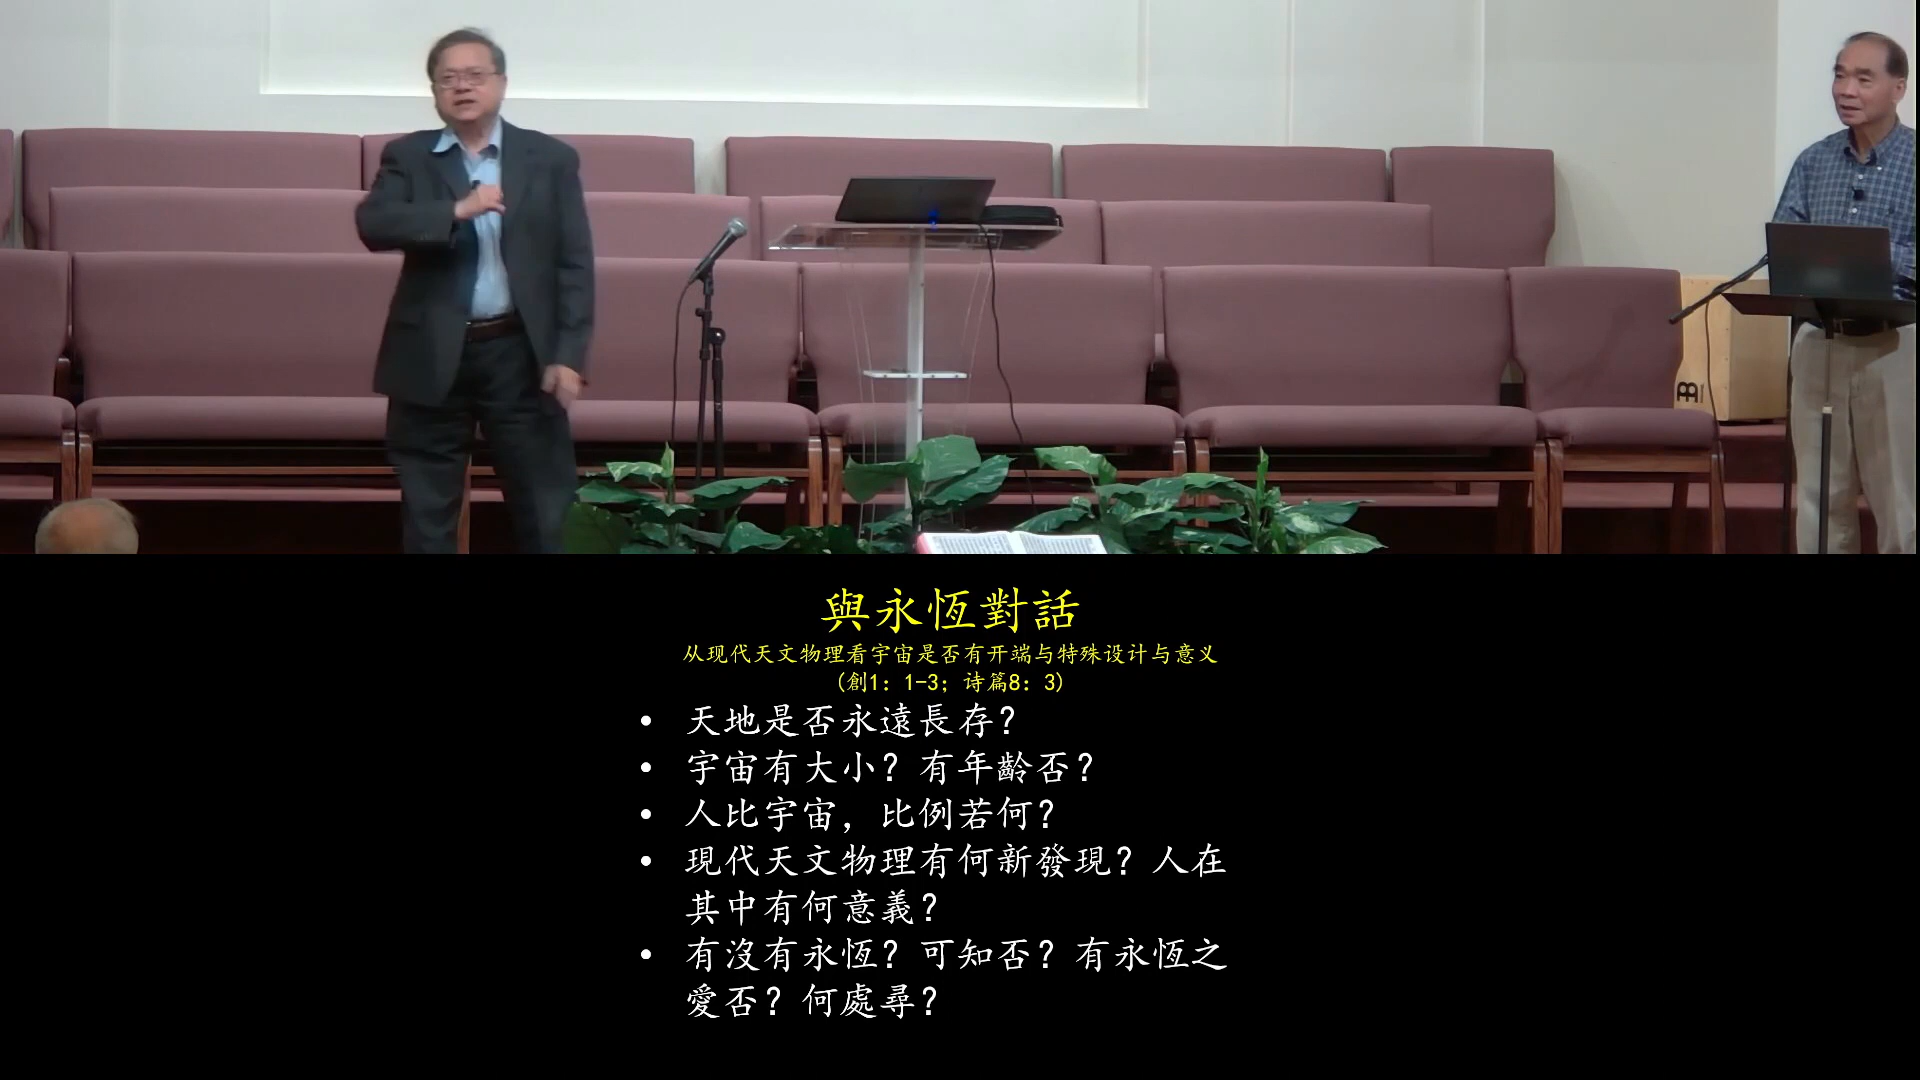 與永恆對話
从现代天文物理看宇宙是否有开端与特殊设计与意义
(創1: 1-3; 诗篇8: 3)
• 天地是否永遠長存?
• 宇宙有大小? 有年齡否?
• 人比宇宙, 比例若何?
• 現代天文物理有何新發現? 人在
其中有何意義?
• 有沒有永恆? 可知否? 有永恆之
愛否? 何處尋?